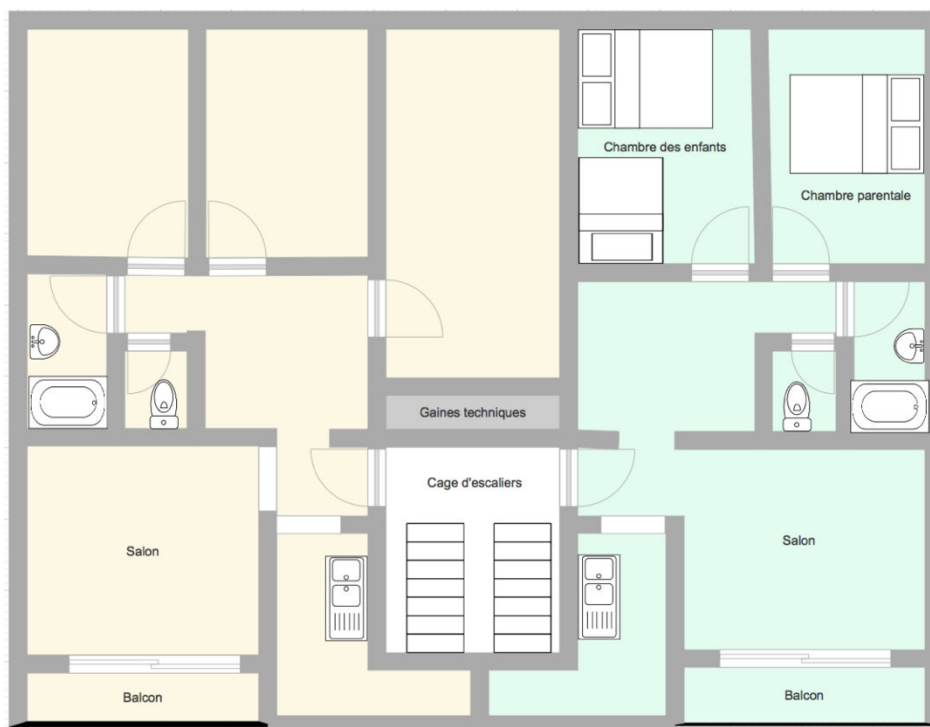 Chambre des enfants
Chambre parentale
Gaines techniques
Cage d'escaliers
Salon
Salon
Balcon
Balcon